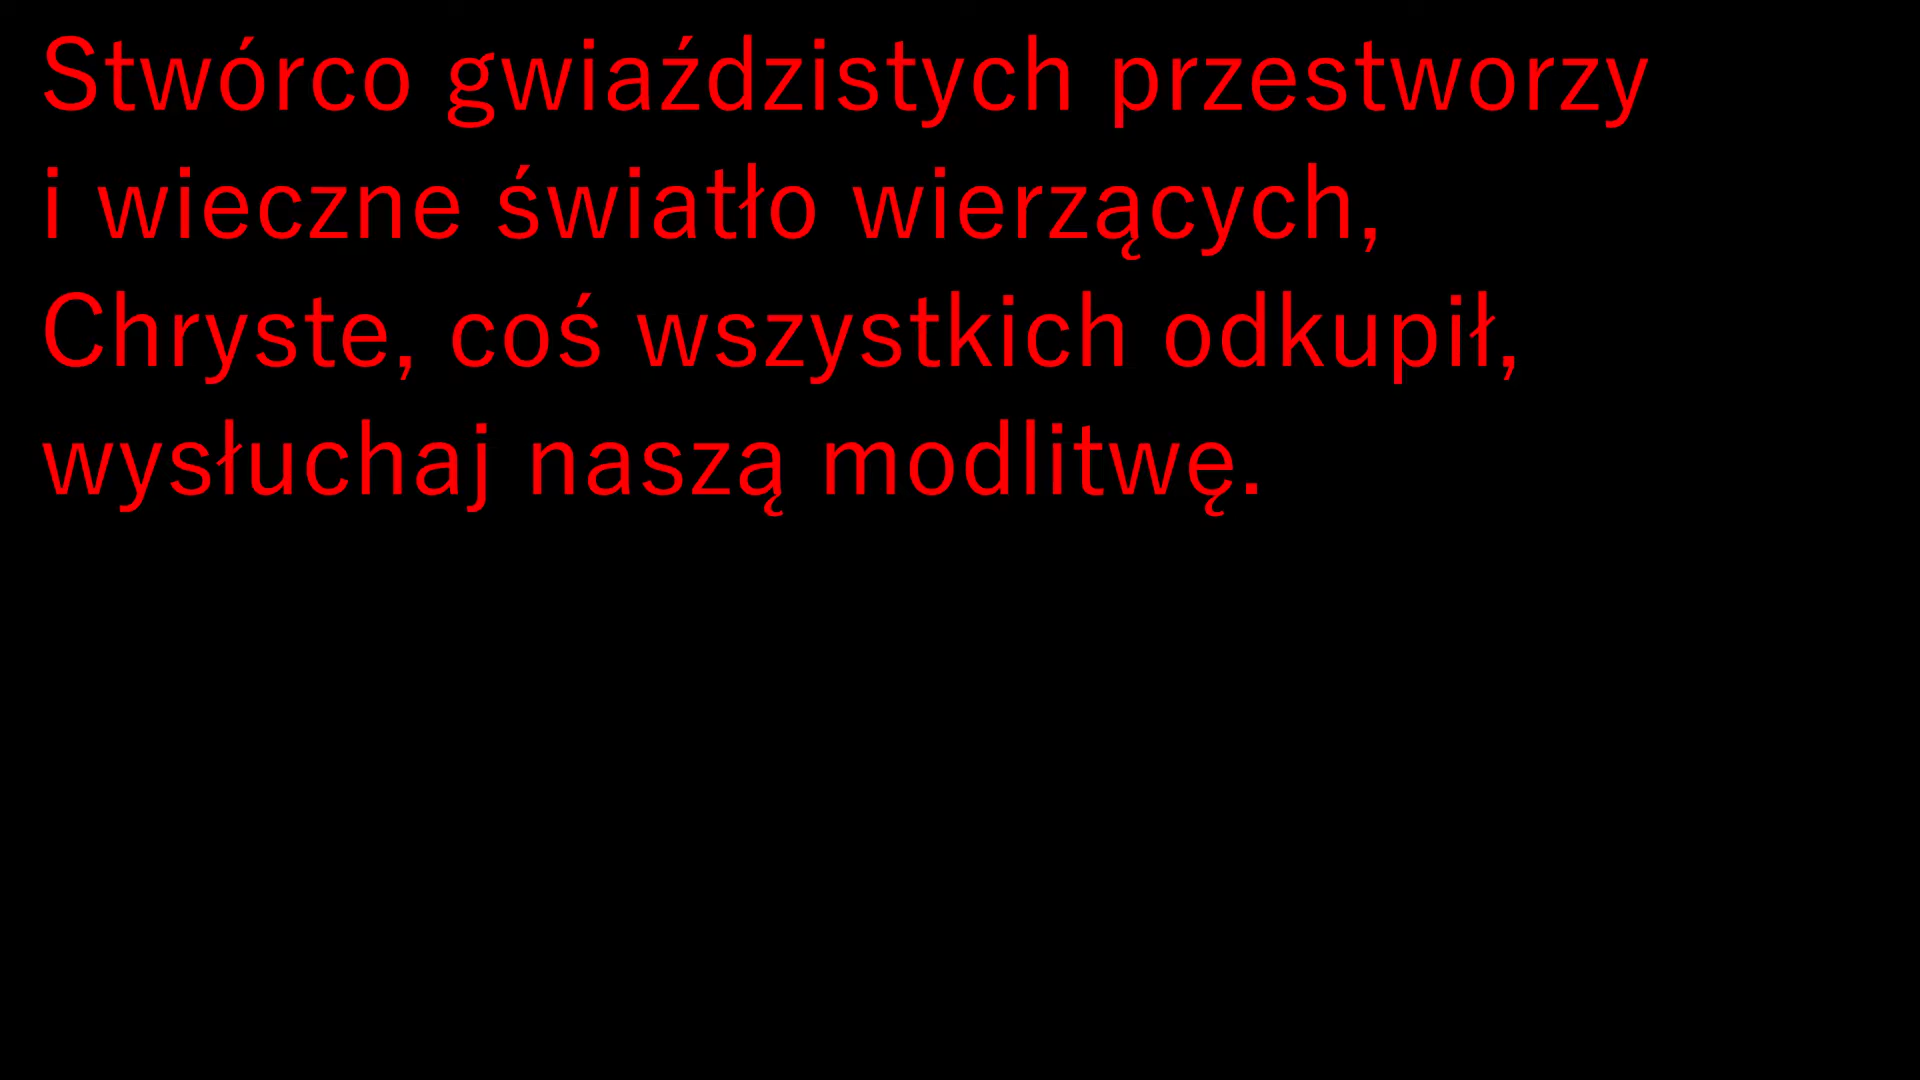 Stwórco gwiaździstych przestworzy
i wieczne światło wierzących,
Chryste, coś wszystkich odkupił,
wysłuchaj naszą modlitwę.